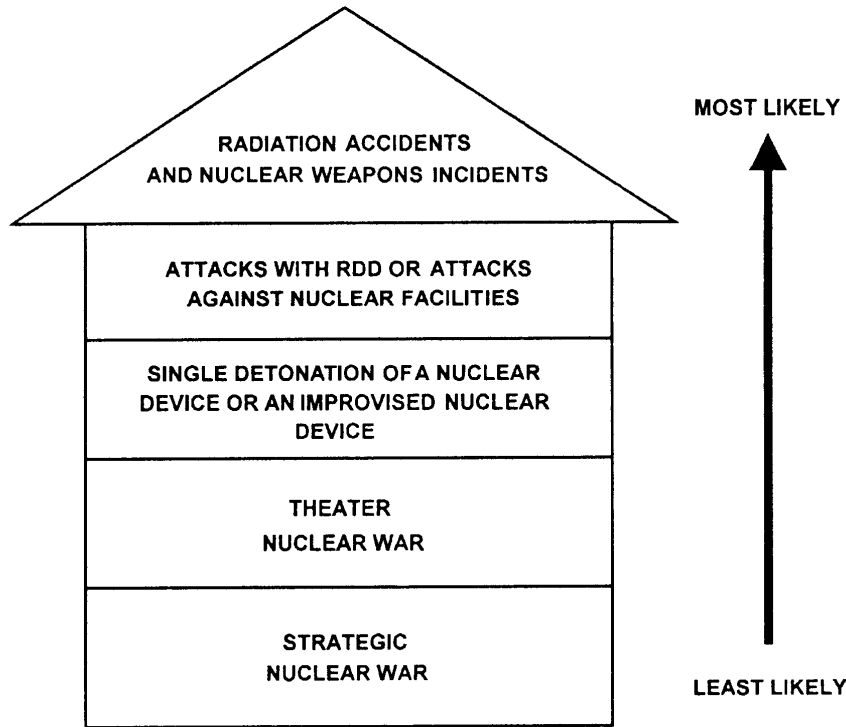 RADIATION ACCIDENTS
AND NUCLEAR WEAPONS INCIDENTS
MOST LIKELY
ATTACKS WITH RDD OR ATTACKS
AGAINST NUCLEAR FACILITIES
SINGLE DETONATION OF A NUCLEAR
DEVICE OR AN IMPROVISED NUCLEAR
DEVICE
THEATER
NUCLEAR WAR
STRATEGIC
NUCLEAR WAR
LEAST LIKELY